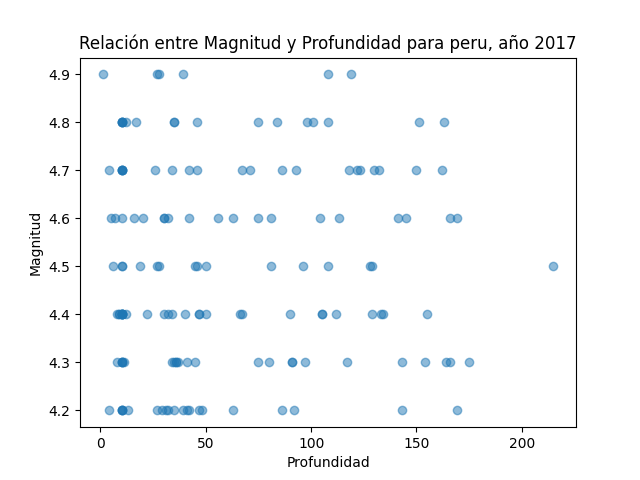 Relación entre Magnitud y Profundidad para peru, año 2017
4.9
4.8
4.7
4.6
4.5
4.4
4.3
4.2
Magnitud
0 50 100 150 200
Profundidad